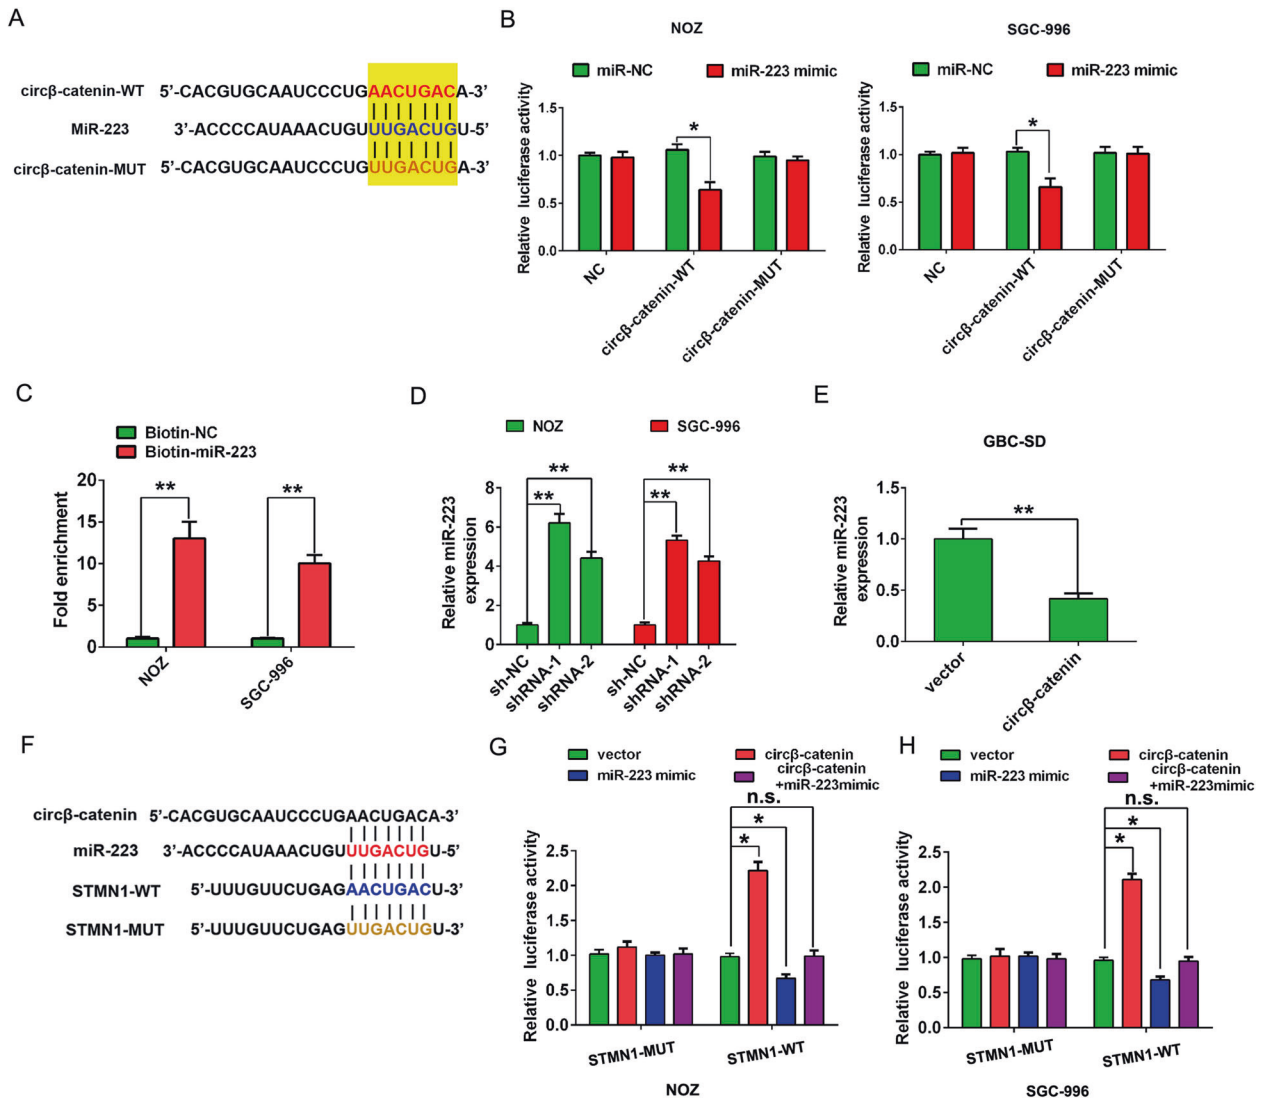 A
circβ-catenin-WT 5’-CACGUGCAAUCCCUGAACUGACA-3’
MiR-223 3’-ACCCCAUAAACUGUUUGACUGU-5’
circβ-catenin-MUT 5’-CACGUGCAAUCCCUGUUGACUGA-3’
B
NOZ
miR-NC miR-223 mimic
Relative luciferase activity
1.5
1.0
0.5
0.0
*
NC
circβ-catenin-WT
circβ-catenin-MUT
SGC-996
miR-NC miR-223 mimic
Relative luciferase activity
1.5
1.0
0.5
0.0
*
NC
circβ-catenin-WT
circβ-catenin-MUT
C
Biotin-NC
Biotin-miR-223
Fold enrichment
20
15
10
5
0
** **
NOZ
SGC-996
D
NOZ SGC-996
Relative miR-223
expression
8
6
4
2
0
** **
** **
sh-NC
shRNA-1
shRNA-2
sh-NC
shRNA-1
shRNA-2
E
GBC-SD
Relative miR-223
expression
1.5
1.0
0.5
0.0
**
vector
circβ-catenin
F
circβ-catenin 5’-CACGUGCAAUCCCUGAACUGACA-3’
miR-223 3’-ACCCCAUAAACUGUUUGACUGU-5’
STMN1-WT 5’-UUUGUUCUGAGAACUGACU-3’
STMN1-MUT 5’-UUUGUUCUGAGUUGACUGU-3’
G
vector circβ-catenin
miR-223 mimic circβ-catenin
+miR-223mimic
Relative luciferase activity
2.5
2.0
1.5
1.0
0.5
0.0
n.s.
*
*
STMN1-MUT STMN1-WT
NOZ
H
vector circβ-catenin
miR-223 mimic circβ-catenin
+miR-223mimic
Relative luciferase activity
2.5
2.0
1.5
1.0
0.5
0.0
n.s.
*
*
STMN1-MUT STMN1-WT
SGC-996